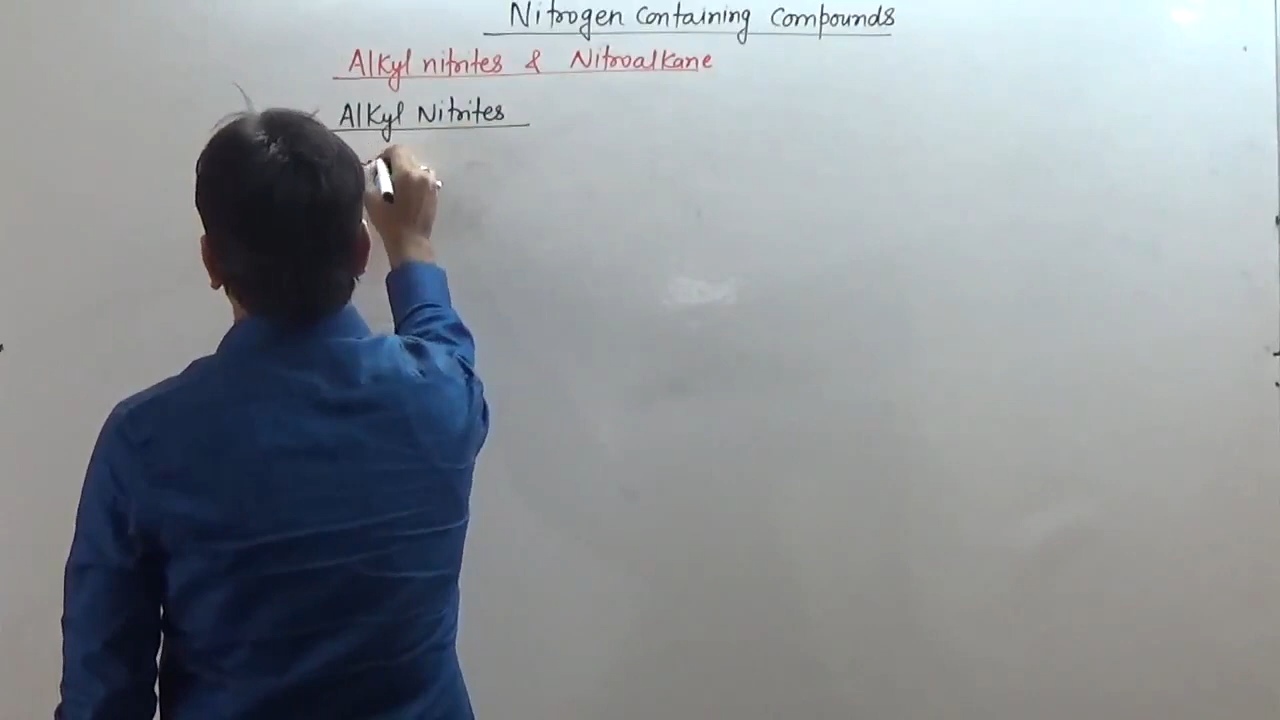 Nitrogen Containing Compounds
Alkyl nitrites & Nitroalkane
Alkyl Nitrites